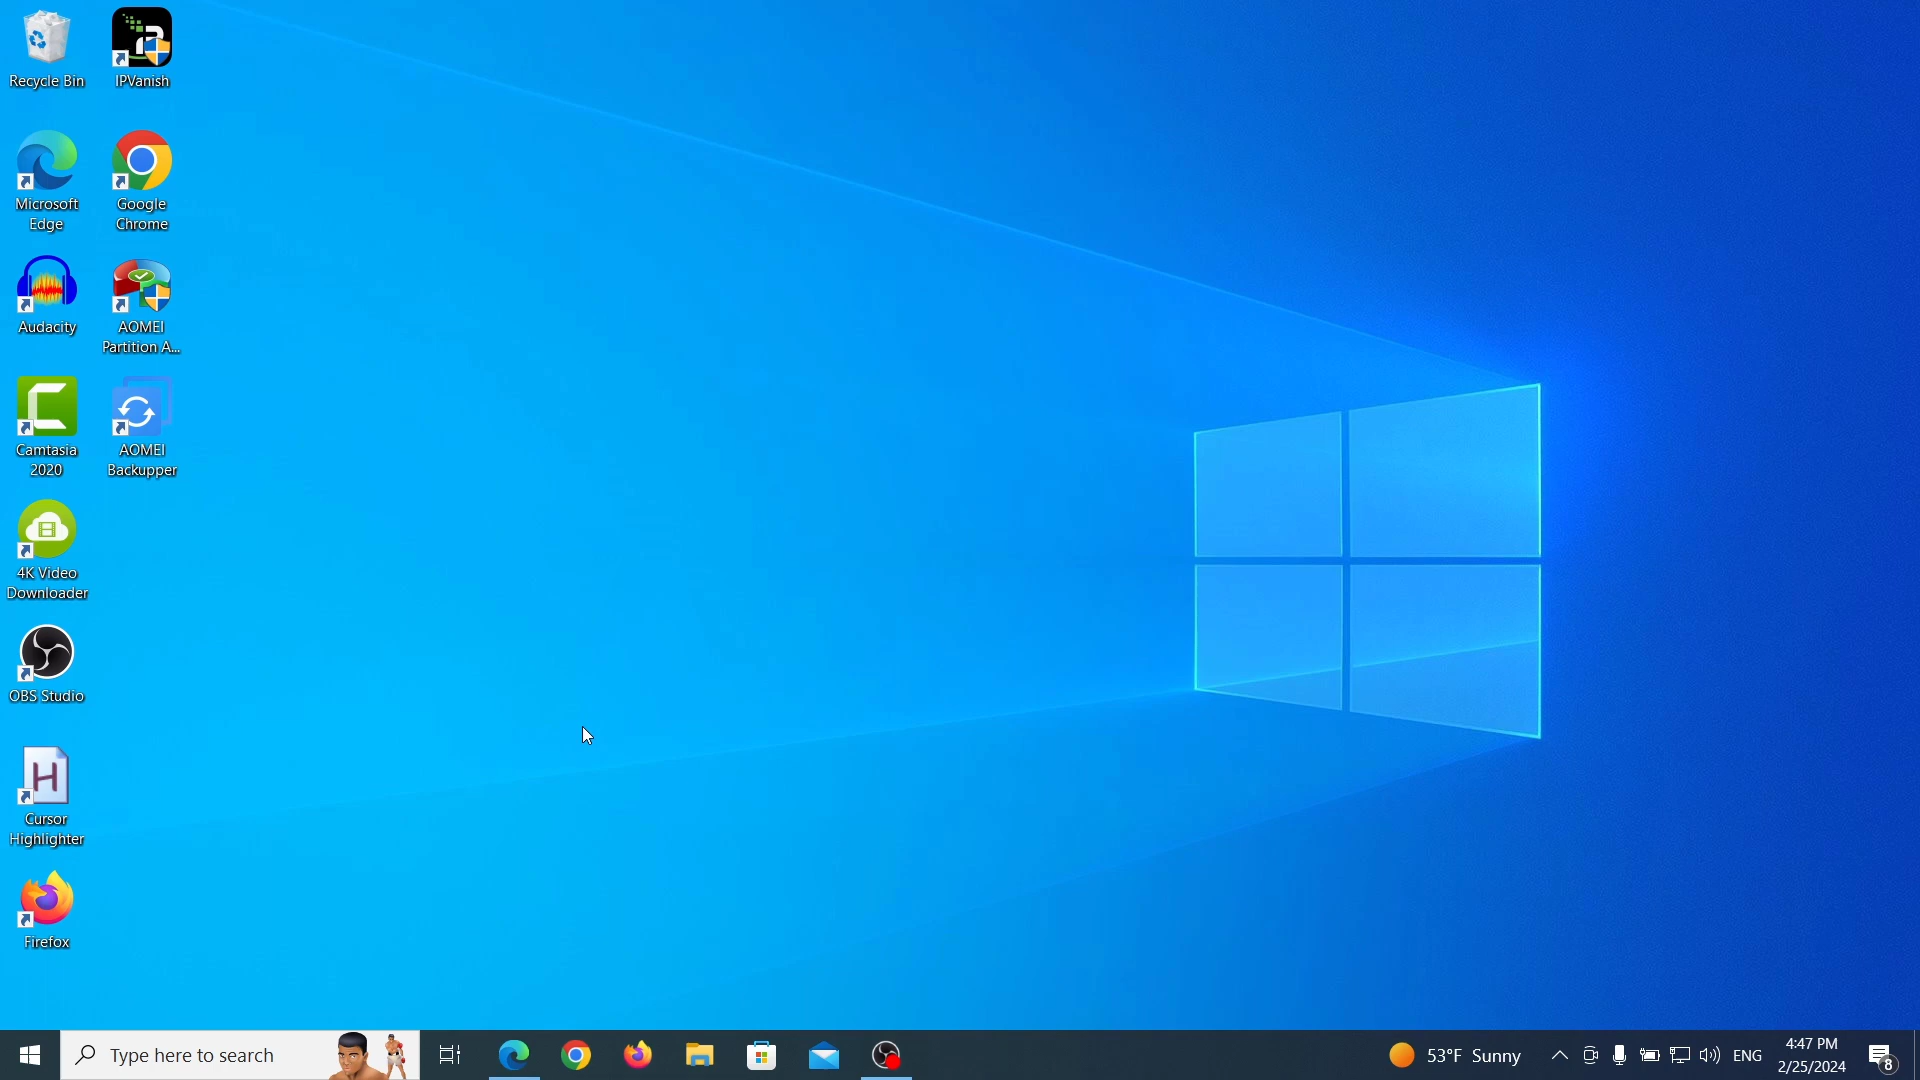 Recycle Bin
IPVanish
Microsoft
Edge
Google
Chrome
Audacity
AOMEI
Partition A...
Camtasia
2020
AOMEI
Backupper
4K Video
Downloader
OBS Studio
H
Cursor
Highlighter
Firefox
Type here to search
53°F Sunny
ENG
4:47 PM
2/25/2024
8